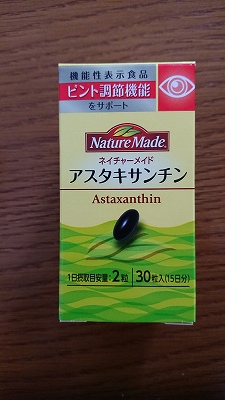 機能性表示食品
ピント調節機能
をサポート
Nature Made®
ネイチャーメイド
アスタキサンチン
Astaxanthin
1日摂取目安量:2粒 30粒入(15日分)